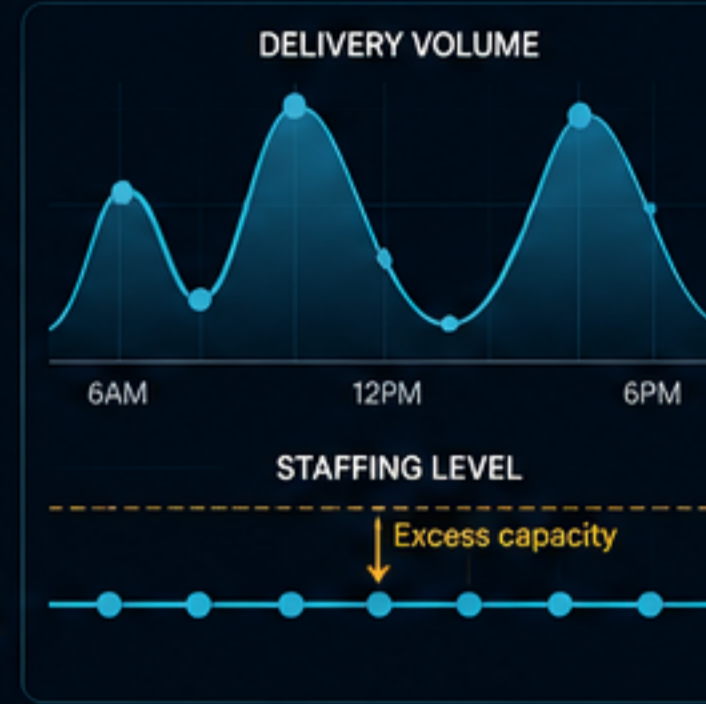 DELIVERY VOLUME
6AM 12PM 6PM
STAFFING LEVEL
Excess capacity